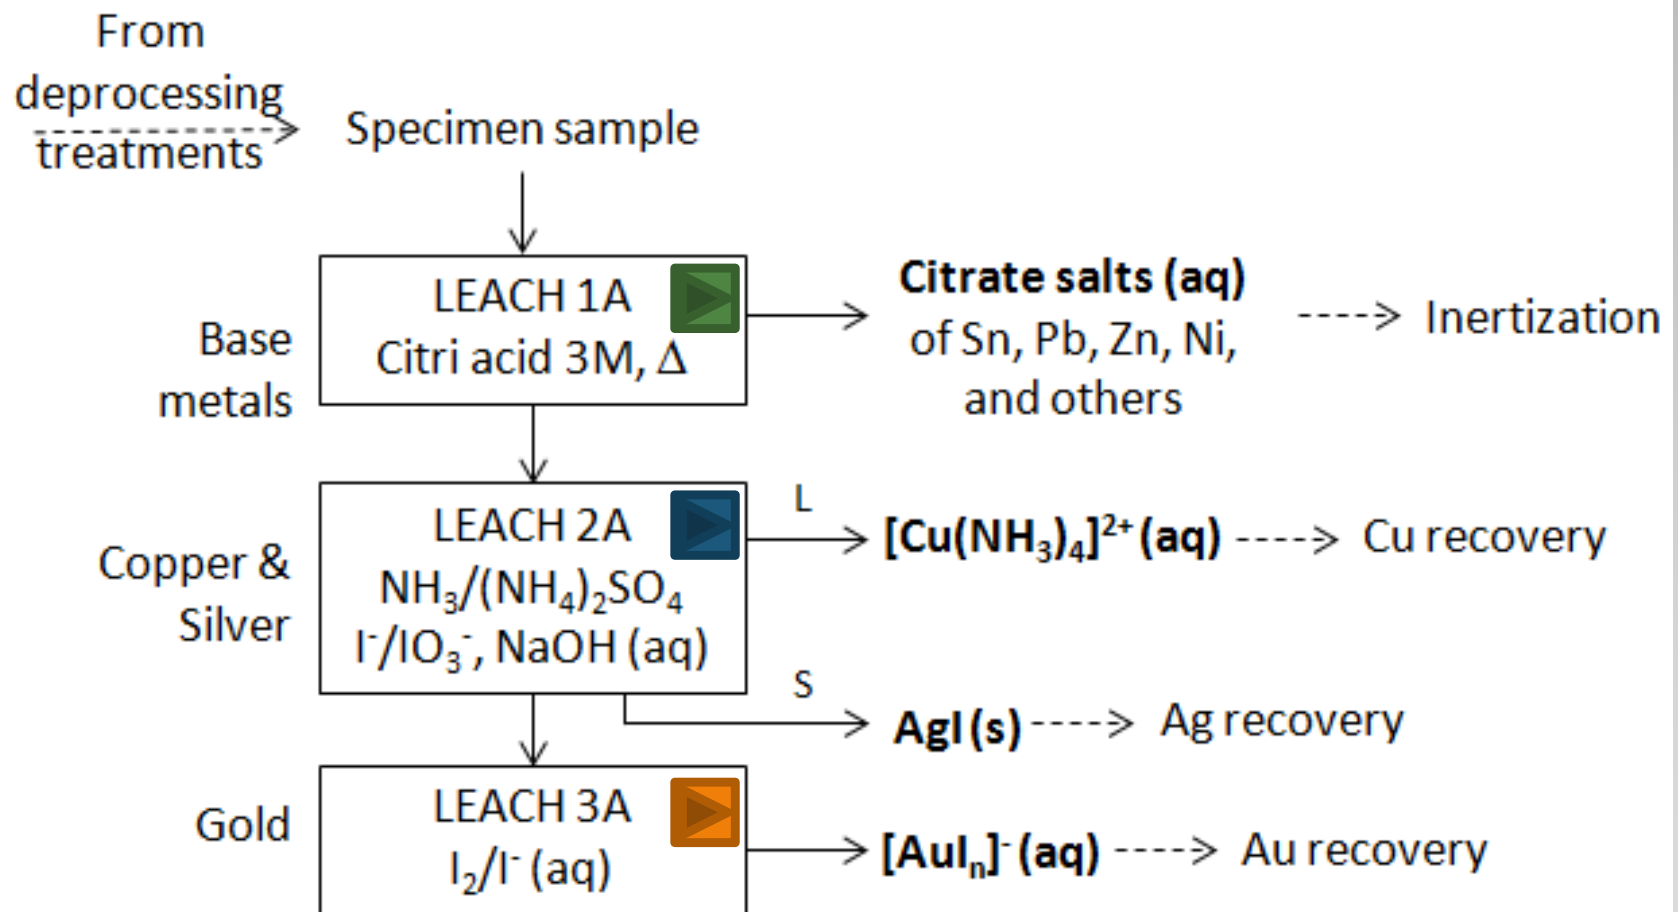 From
deprocessing
treatments
Specimen sample
LEACH 1A
Citri acid 3M, Δ
Base
metals
Citrate salts (aq)
of Sn, Pb, Zn, Ni,
and others
Inertization
LEACH 2A
NH₃/(NH₄)₂SO₄
I⁻/IO₃⁻, NaOH (aq)
Copper &
Silver
L
[Cu(NH₃)₄]²⁺ (aq)
Cu recovery
S
AgI (s)
Ag recovery
Gold
LEACH 3A
I₂/I⁻ (aq)
[AuIₙ]⁻ (aq)
Au recovery